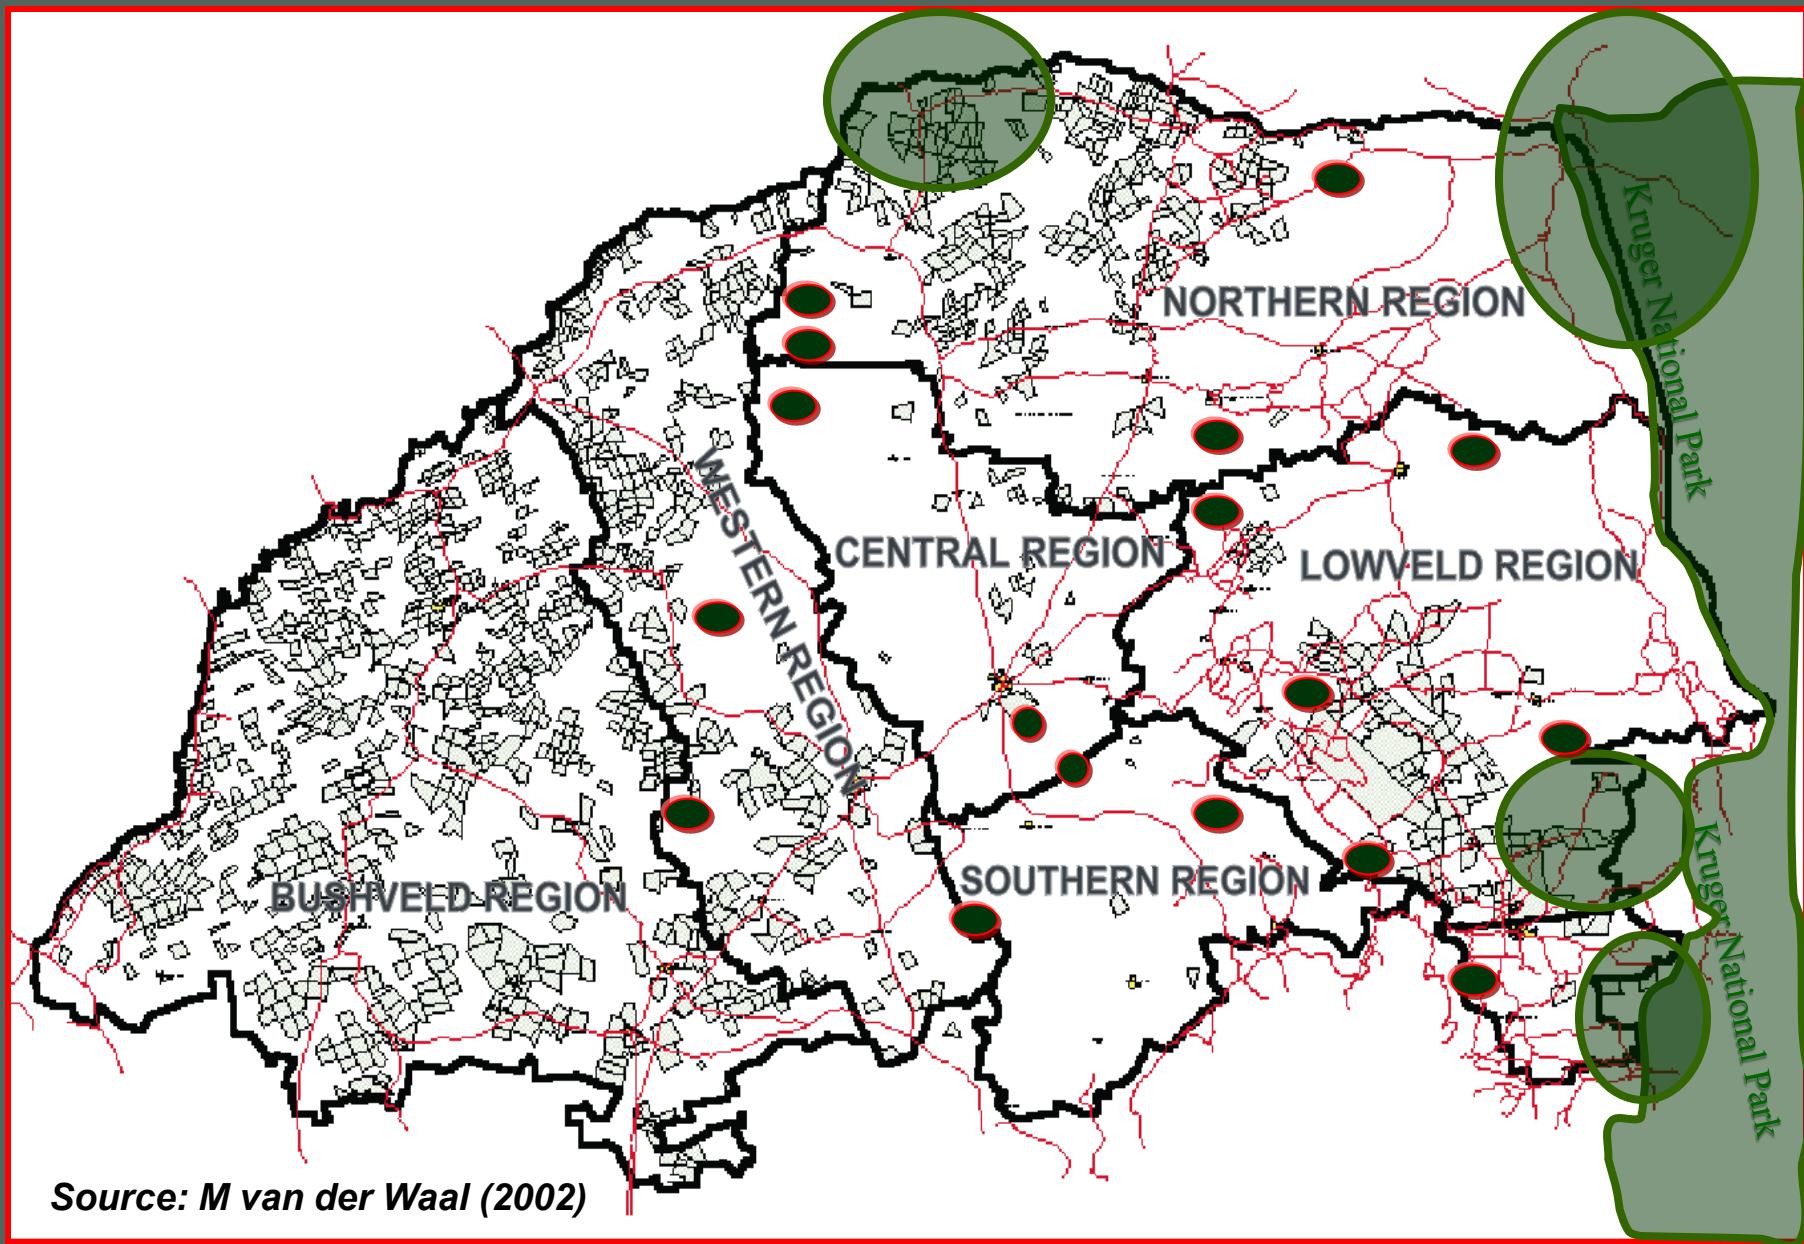 Kruger National Park
NORTHERN REGION
WESTERN REGION
CENTRAL REGION
LOWVELD REGION
SOUTHERN REGION
BUSHVELD REGION
Kruger National Park
Source: M van der Waal (2002)